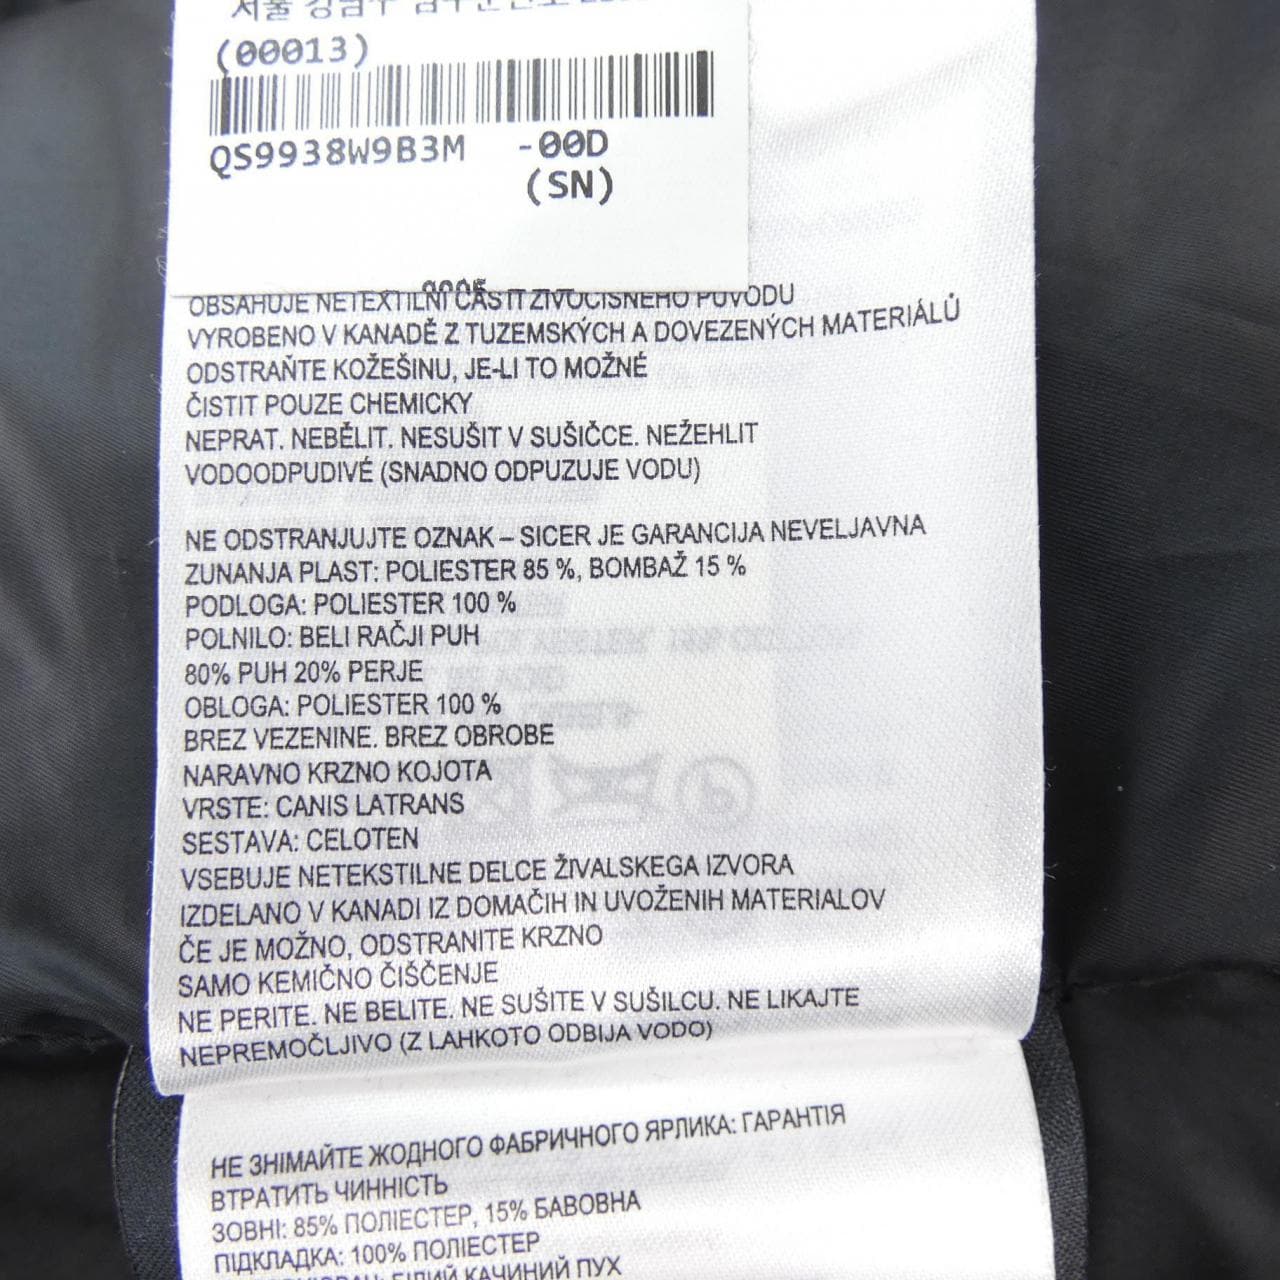 (00013)
QS9938W9B3M -00D
(SN)
OBSAHUJE NETEXTILNÍ ČÁSTI ŽIVOČIŠNÉHO PŮVODU
VYROBENO V KANADĚ Z TUZEMSKÝCH A DOVEZENÝCH MATERIÁLŮ
ODSTRAŇTE KOŽEŠINU, JE-LI TO MOŽNÉ
ČISTIT POUZE CHEMICKY
NEPRAT. NEBĚLIT. NESUŠIT V SUŠIČCE. NEŽEHLIT
VODOODPUDIVÉ (SNADNO ODPUZUJE VODU)
NE ODSTRANJUJTE OZNAK – SICER JE GARANCIJA NEVELJAVNA
ZUNANJA PLAST: POLIESTER 85 %, BOMBAŽ 15 %
PODLOGA: POLIESTER 100 %
POLNILO: BELI RAČJI PUH
80% PUH 20% PERJE
OBLOGA: POLIESTER 100 %
BREZ VEZENINE. BREZ OBROBE
NARAVNO KRZNO KOJOTA
VRSTE: CANIS LATRANS
SESTAVA: CELOTEN
VSEBUJE NETEKSTILNE DELCE ŽIVALSKEGA IZVORA
IZDELANO V KANADI IZ DOMAČIH IN UVOŽENIH MATERIALOV
ČE JE MOŽNO, ODSTRANITE KRZNO
SAMO KEMIČNO ČIŠČENJE
NE PERITE. NE BELITE. NE SUŠITE V SUŠILCU. NE LIKAJTE
NEPREMOČLJIVO (Z LAHKOTO ODBIJA VODO)
НЕ ЗНІМАЙТЕ ЖОДНОГО ФАБРИЧНОГО ЯРЛИКА: ГАРАНТІЯ
ВТРАТИТЬ ЧИННІСТЬ
ЗОВНІ: 85% ПОЛІЕСТЕР, 15% БАВОВНА
ПІДКЛАДКА: 100% ПОЛІЕСТЕР
БІЛИЙ КАЧИНИЙ ПУХ